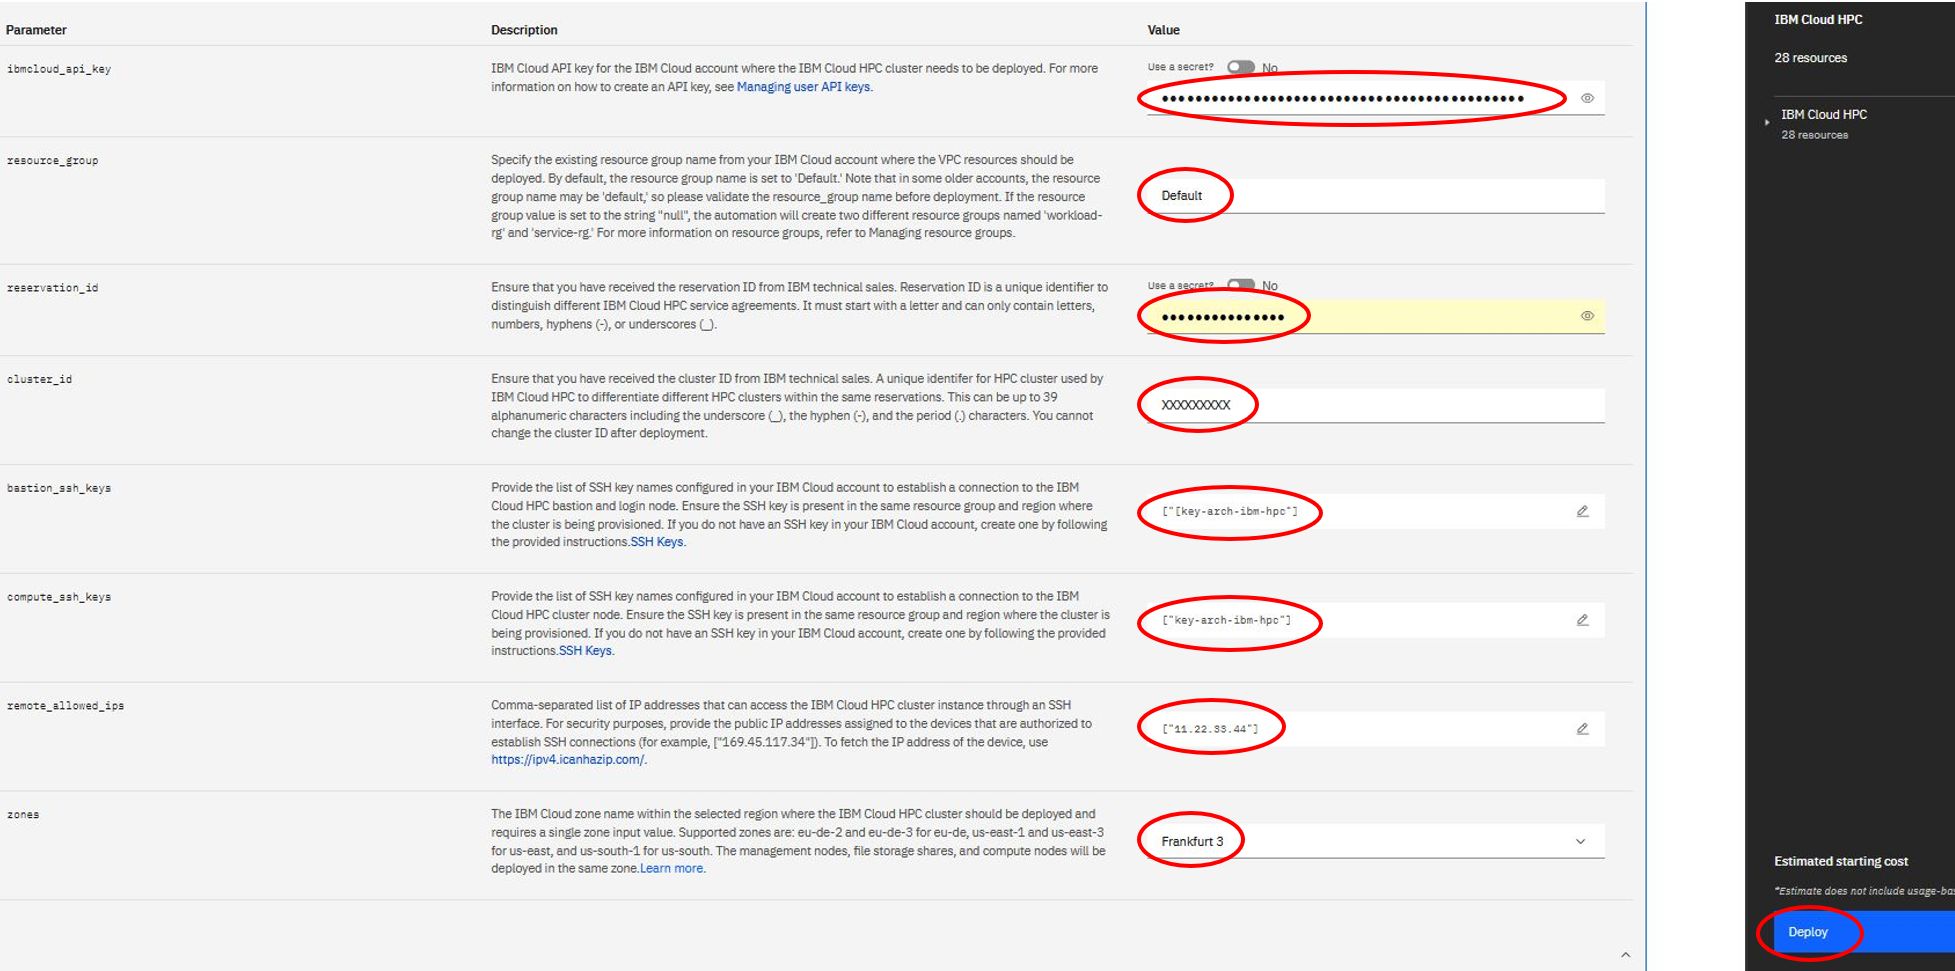 Parameter Description Value
ibmcloud_api_key
IBM Cloud API key for the IBM Cloud account where the IBM Cloud HPC cluster needs to be deployed. For more
information on how to create an API key, see Managing user API keys.
Use a secret? No
••••••••••••••••••••••••••••••••••••••••••••
resource_group
Specify the existing resource group name from your IBM Cloud account where the VPC resources should be
deployed. By default, the resource group name is set to 'Default.' Note that in some older accounts, the resource
group name may be 'default,' so please validate the resource_group name before deployment. If the resource
group value is set to the string "null", the automation will create two different resource groups named 'workload-
rg' and 'service-rg.' For more information on resource groups, refer to Managing resource groups.
Default
reservation_id
Ensure that you have received the reservation ID from IBM technical sales. Reservation ID is a unique identifier to
distinguish different IBM Cloud HPC service agreements. It must start with a letter and can only contain letters,
numbers, hyphens (-), or underscores (_).
Use a secret? No
•••••••••••••••
cluster_id
Ensure that you have received the cluster ID from IBM technical sales. A unique identifer for HPC cluster used by
IBM Cloud HPC to differentiate different HPC clusters within the same reservations. This can be up to 39
alphanumeric characters including the underscore (_), the hyphen (-), and the period (.) characters. You cannot
change the cluster ID after deployment.
XXXXXXXXX
bastion_ssh_keys
Provide the list of SSH key names configured in your IBM Cloud account to establish a connection to the IBM
Cloud HPC bastion and login node. Ensure the SSH key is present in the same resource group and region where
the cluster is being provisioned. If you do not have an SSH key in your IBM Cloud account, create one by following
the provided instructions.SSH Keys.
["[key-arch-ibm-hpc"]
compute_ssh_keys
Provide the list of SSH key names configured in your IBM Cloud account to establish a connection to the IBM
Cloud HPC cluster node. Ensure the SSH key is present in the same resource group and region where the cluster is
being provisioned. If you do not have an SSH key in your IBM Cloud account, create one by following the provided
instructions.SSH Keys.
["key-arch-ibm-hpc"]
remote_allowed_ips
Comma-separated list of IP addresses that can access the IBM Cloud HPC cluster instance through an SSH
interface. For security purposes, provide the public IP addresses assigned to the devices that are authorized to
establish SSH connections (for example, ["169.45.117.34"]). To fetch the IP address of the device, use
https://ipv4.icanhazip.com/.
["11.22.33.44"]
zones
The IBM Cloud zone name within the selected region where the IBM Cloud HPC cluster should be deployed and
requires a single zone input value. Supported zones are: eu-de-2 and eu-de-3 for eu-de, us-east-1 and us-east-3
for us-east, and us-south-1 for us-south. The management nodes, file storage shares, and compute nodes will be
deployed in the same zone.Learn more.
Frankfurt 3
IBM Cloud HPC
28 resources
IBM Cloud HPC
28 resources
Estimated starting cost
*Estimate does not include usage-bas
Deploy